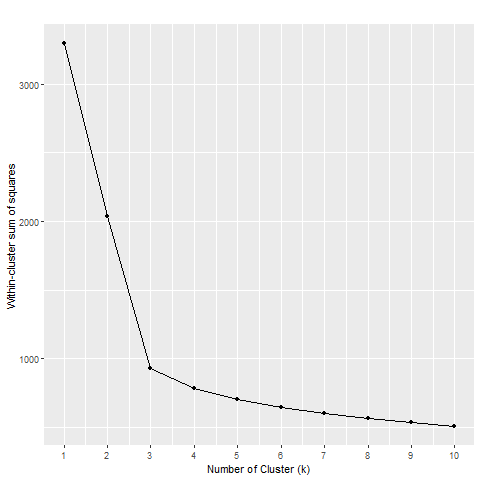 3000
2000
1000
Within-cluster sum of squares
1 2 3 4 5 6 7 8 9 10
Number of Cluster (k)